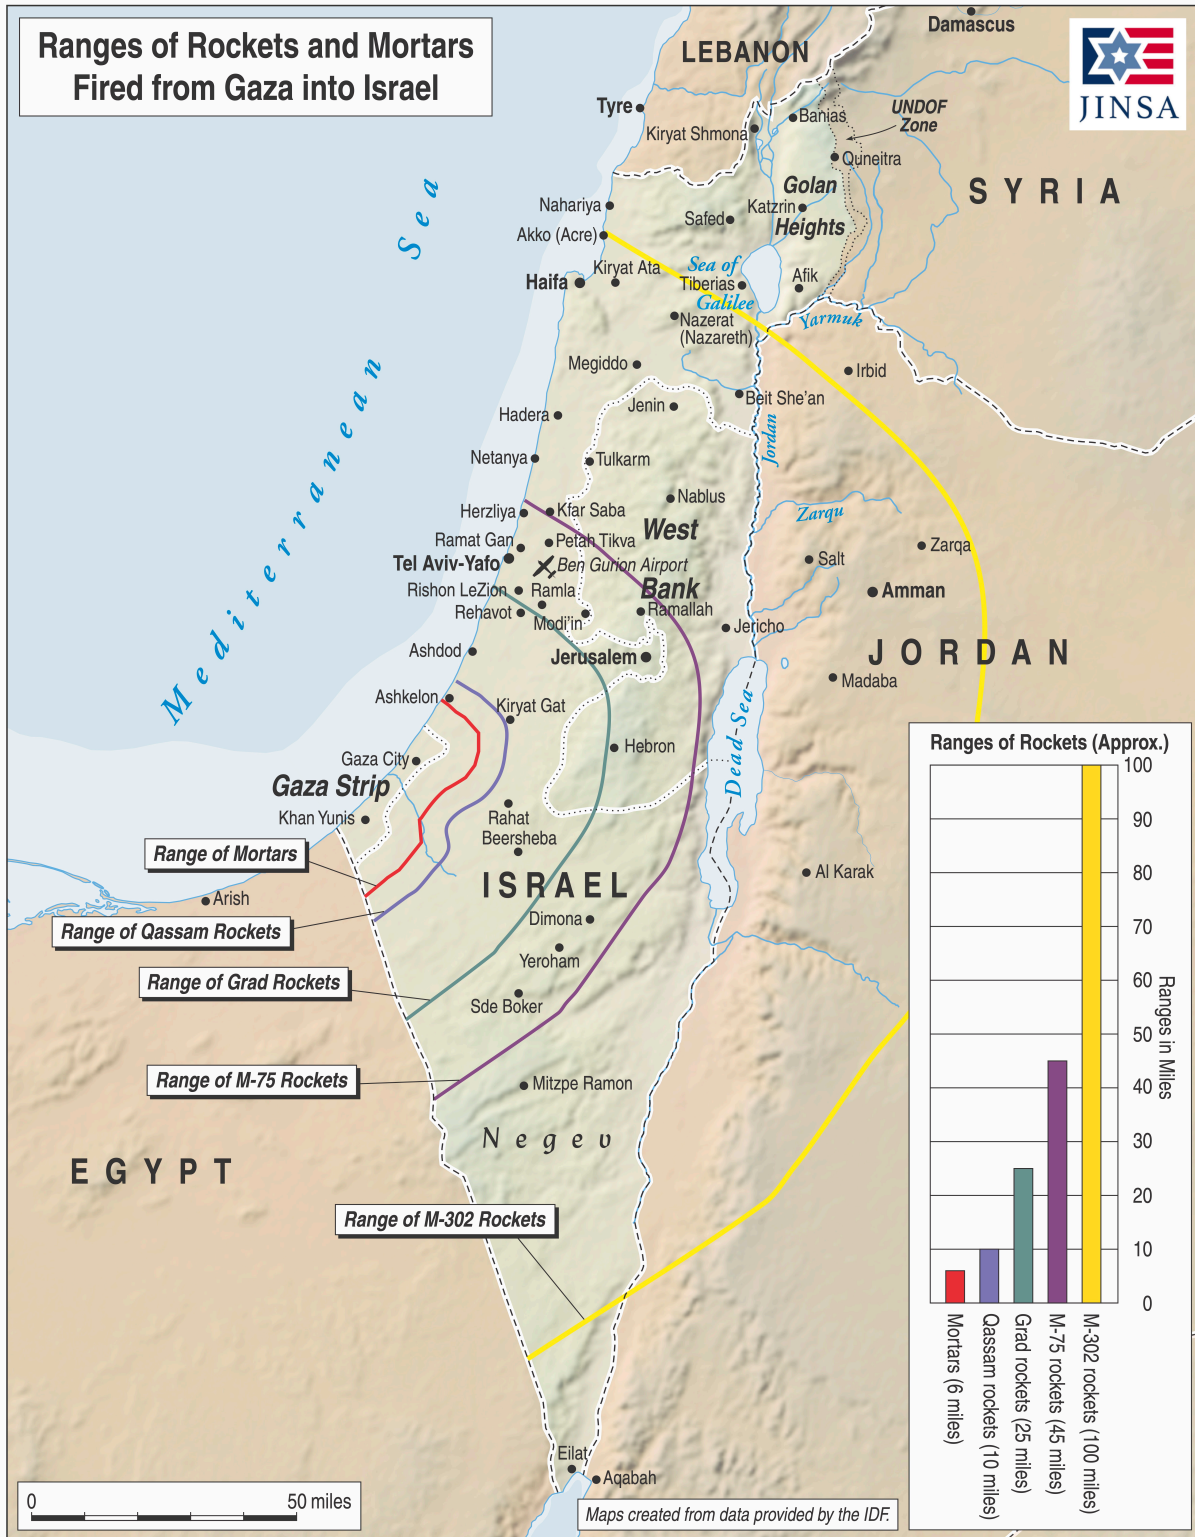 Ranges of Rockets and Mortars
Fired from Gaza into Israel
JINSA
Damascus
LEBANON
Tyre
Kiryat Shmona
Banias
UNDOF
Zone
Quneitra
SYRIA
Golan
Heights
Katzrin
Safed
Nahariya
Akko (Acre)
Kiryat Ata
Haifa
Sea of
Galilee
Tiberias
Afik
Yarmuk
Nazerat
(Nazareth)
Megiddo
Irbid
Beit She'an
Jenin
Hadera
Jordan
Netanya
Tulkarm
Mediterranean Sea
Nablus
Herzliya
Kfar Saba
West
Bank
Zarqu
Ramat Gan
Petah Tikva
Salt
Zarqa
Tel Aviv-Yafo
Ben Gurion Airport
Amman
Rishon LeZion
Ramla
Rehavot
Modi'in
Ramallah
Jericho
JORDAN
Ashdod
Jerusalem
Madaba
Ashkelon
Kiryat Gat
Dead Sea
Hebron
Gaza City
Gaza Strip
Khan Yunis
Rahat
Beersheba
Range of Mortars
ISRAEL
Al Karak
Arish
Dimona
Range of Qassam Rockets
Yeroham
Range of Grad Rockets
Sde Boker
Range of M-75 Rockets
Mitzpe Ramon
Negev
EGYPT
Range of M-302 Rockets
Eilat
Aqabah
0
50 miles
Maps created from data provided by the IDF.
Ranges of Rockets (Approx.)
100
90
80
70
60
50
40
30
20
10
0
Ranges in Miles
Mortars (6 miles)
Qassam rockets (10 miles)
Grad rockets (25 miles)
M-75 rockets (45 miles)
M-302 rockets (100 miles)